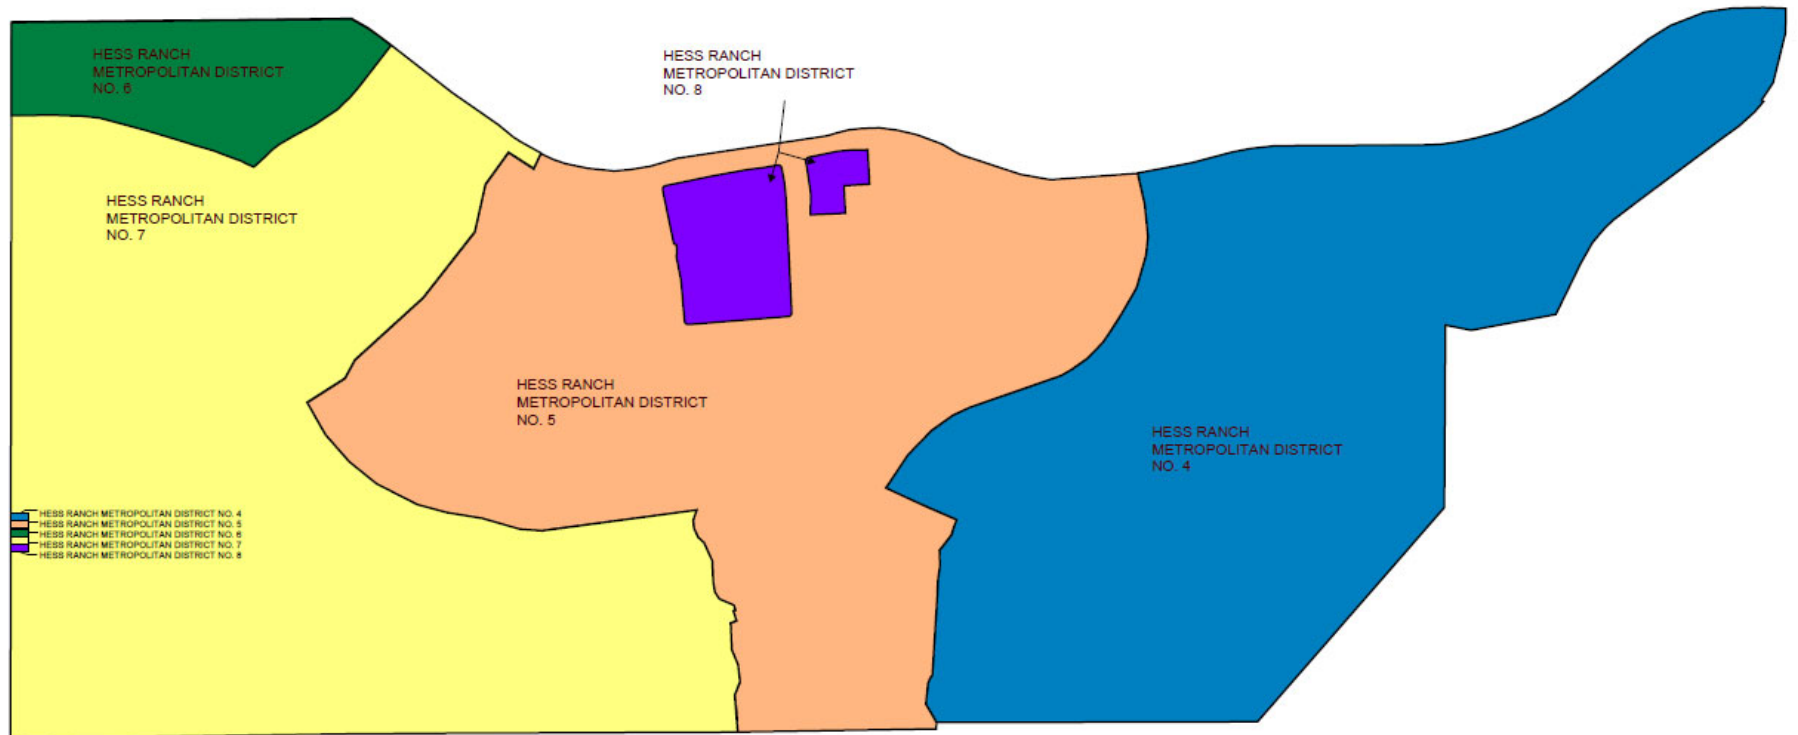 HESS RANCH
METROPOLITAN DISTRICT
NO. 6
HESS RANCH
METROPOLITAN DISTRICT
NO. 8
HESS RANCH
METROPOLITAN DISTRICT
NO. 7
HESS RANCH
METROPOLITAN DISTRICT
NO. 5
HESS RANCH
METROPOLITAN DISTRICT
NO. 4
HESS RANCH METROPOLITAN DISTRICT NO. 4
HESS RANCH METROPOLITAN DISTRICT NO. 5
HESS RANCH METROPOLITAN DISTRICT NO. 6
HESS RANCH METROPOLITAN DISTRICT NO. 7
HESS RANCH METROPOLITAN DISTRICT NO. 8